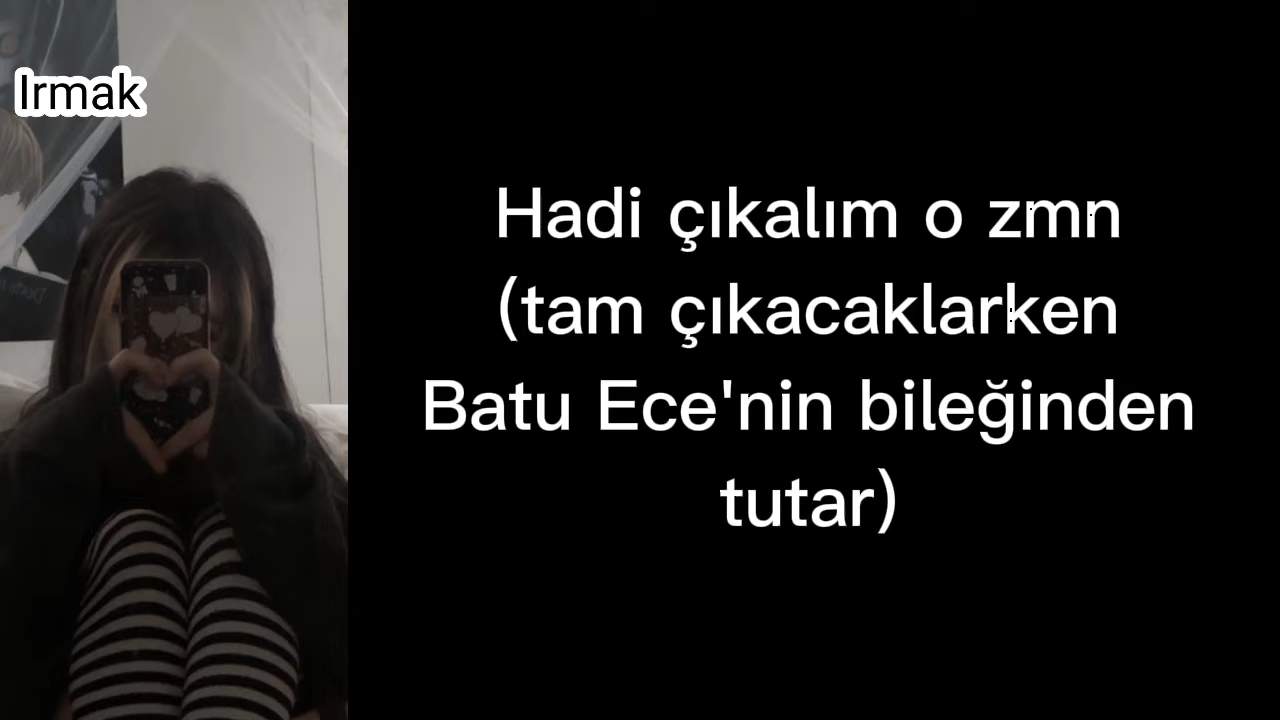 Irmak
Hadi çıkalım o zmn
(tam çıkacaklarken
Batu Ece'nin bileğinden
tutar)